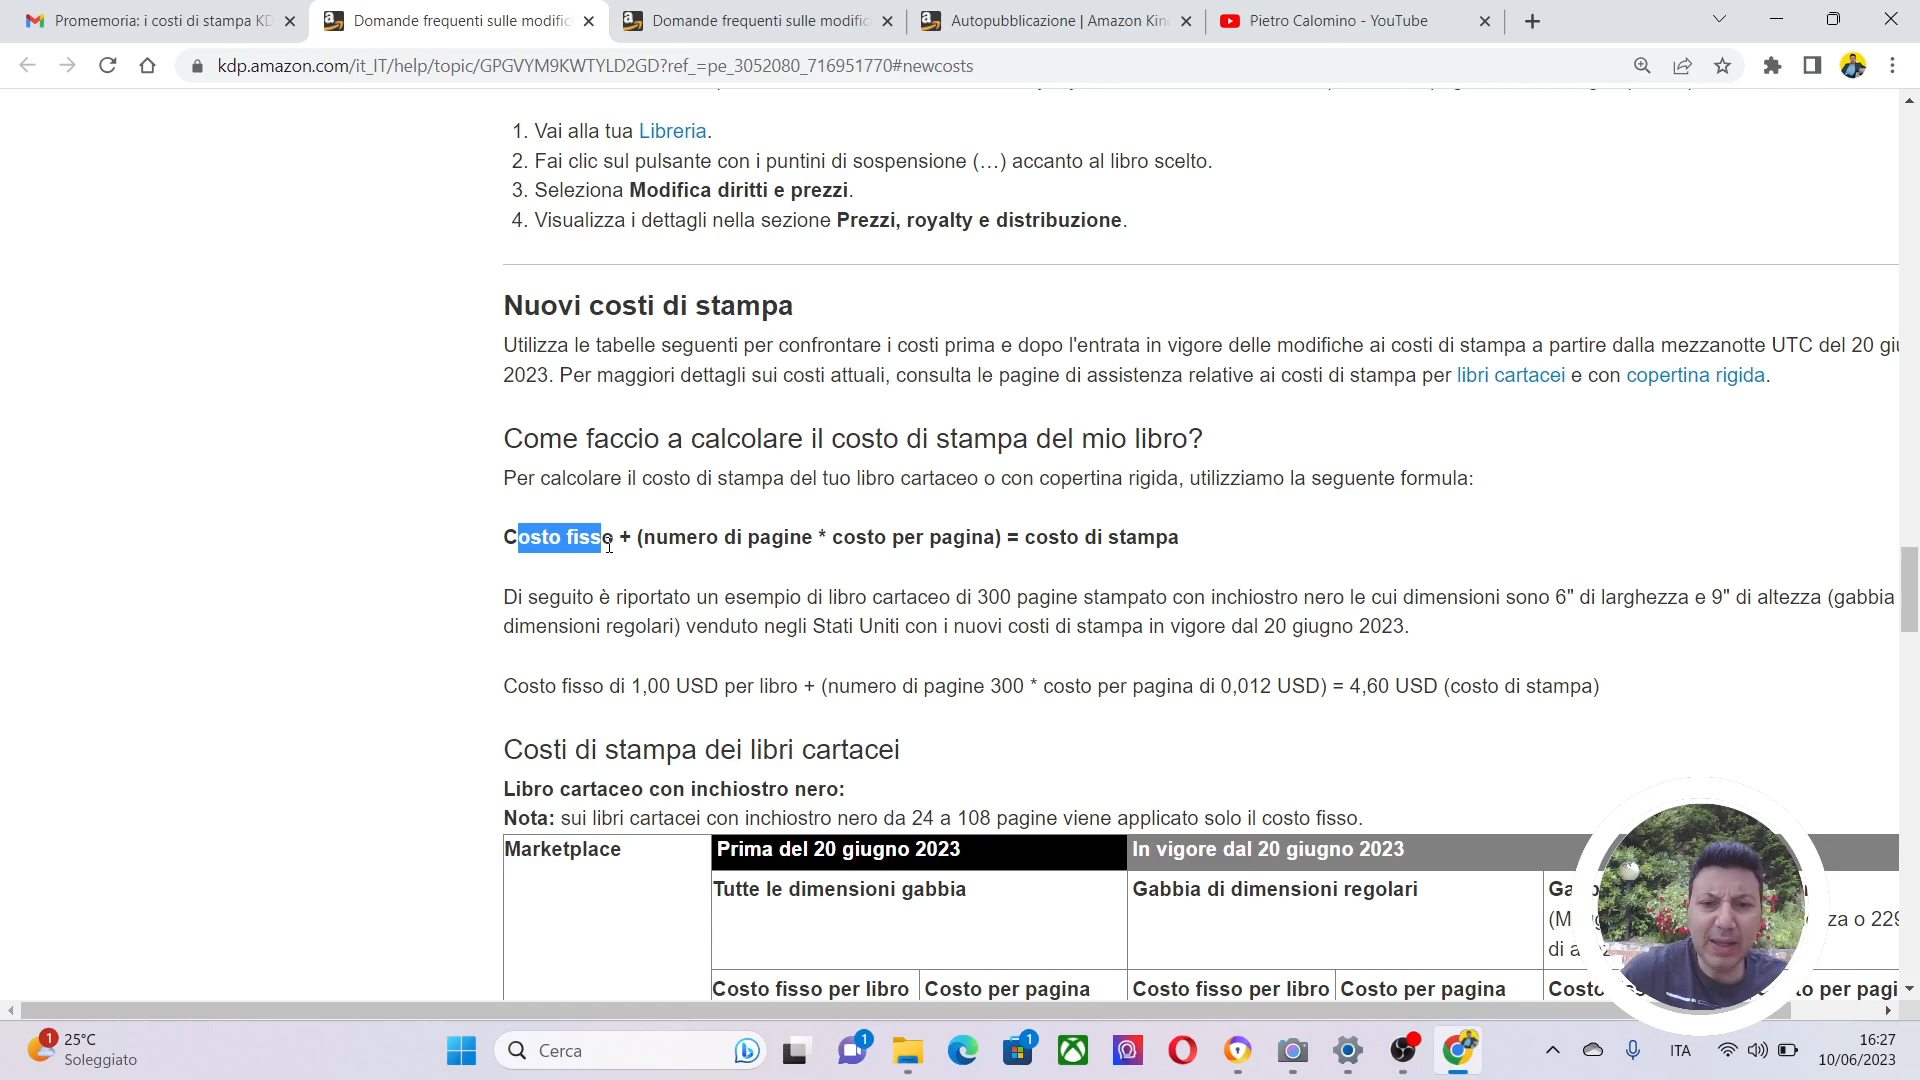 Promemoria: i costi di stampa KD
Domande frequenti sulle modific
Domande frequenti sulle modific
Autopubblicazione | Amazon Kin
Pietro Calomino - YouTube
kdp.amazon.com/it_IT/help/topic/GPGVYM9KWTYLD2GD?ref_=pe_3052080_716951770#newcosts
1. Vai alla tua Libreria.
2. Fai clic sul pulsante con i puntini di sospensione (…) accanto al libro scelto.
3. Seleziona Modifica diritti e prezzi.
4. Visualizza i dettagli nella sezione Prezzi, royalty e distribuzione.
Nuovi costi di stampa
Utilizza le tabelle seguenti per confrontare i costi prima e dopo l'entrata in vigore delle modifiche ai costi di stampa a partire dalla mezzanotte UTC del 20 giu
2023. Per maggiori dettagli sui costi attuali, consulta le pagine di assistenza relative ai costi di stampa per libri cartacei e con copertina rigida.
Come faccio a calcolare il costo di stampa del mio libro?
Per calcolare il costo di stampa del tuo libro cartaceo o con copertina rigida, utilizziamo la seguente formula:
Costo fisso + (numero di pagine * costo per pagina) = costo di stampa
Di seguito è riportato un esempio di libro cartaceo di 300 pagine stampato con inchiostro nero le cui dimensioni sono 6" di larghezza e 9" di altezza (gabbia
dimensioni regolari) venduto negli Stati Uniti con i nuovi costi di stampa in vigore dal 20 giugno 2023.
Costo fisso di 1,00 USD per libro + (numero di pagine 300 * costo per pagina di 0,012 USD) = 4,60 USD (costo di stampa)
Costi di stampa dei libri cartacei
Libro cartaceo con inchiostro nero:
Nota: sui libri cartacei con inchiostro nero da 24 a 108 pagine viene applicato solo il costo fisso.
Marketplace Prima del 20 giugno 2023 In vigore dal 20 giugno 2023
Tutte le dimensioni gabbia Gabbia di dimensioni regolari
za o 229
di a
Costo fisso per libro Costo per pagina Costo fisso per libro Costo per pagina Costo o per pagi
1 25°C
Soleggiato
Cerca
1
1
ITA
16:27
10/06/2023